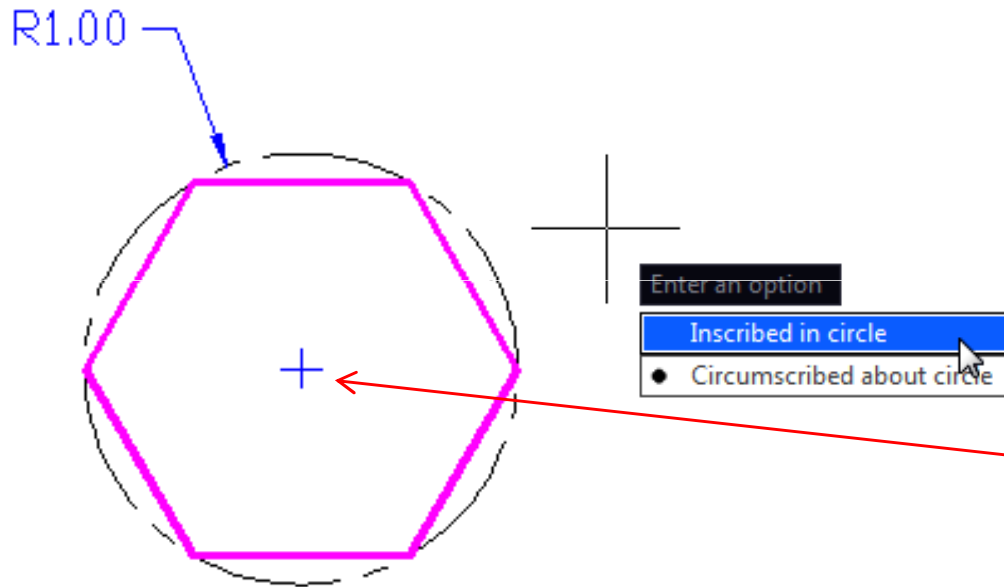 R1.00
Enter an option
Inscribed in circle
Circumscribed about circle